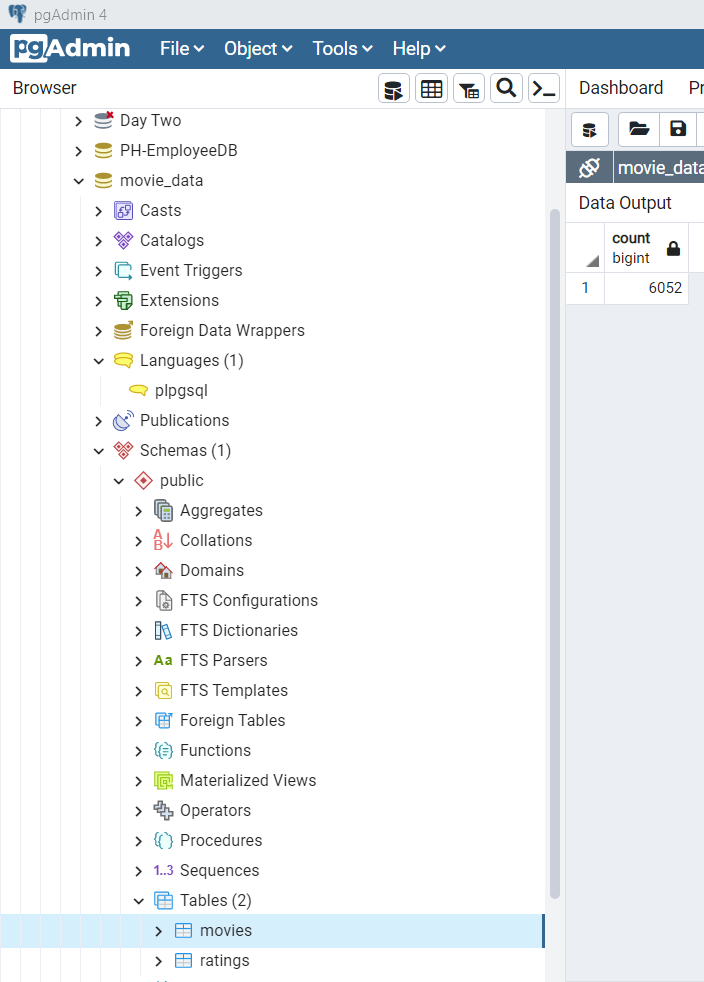 pgAdmin 4
pgAdmin File Object Tools Help
Browser
Day Two
PH-EmployeeDB
movie_data
Casts
Catalogs
Event Triggers
Extensions
Foreign Data Wrappers
Languages (1)
plpgsql
Publications
Schemas (1)
public
Aggregates
Collations
Domains
FTS Configurations
FTS Dictionaries
Aa FTS Parsers
FTS Templates
Foreign Tables
Functions
Materialized Views
Operators
Procedures
1..3 Sequences
Tables (2)
movies
ratings
Dashboard Pr
movie_data
Data Output
count
bigint
1 6052